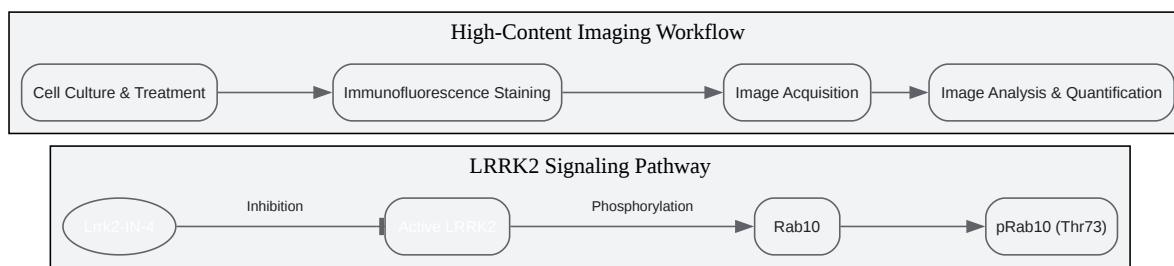 High-Content Imaging Workflow
Cell Culture & Treatment
Immunofluorescence Staining
Image Acquisition
Image Analysis & Quantification
LRRK2 Signaling Pathway
Lrrk2-IN-4
Inhibition
Active LRRK2
Phosphorylation
Rab10
pRab10 (Thr73)